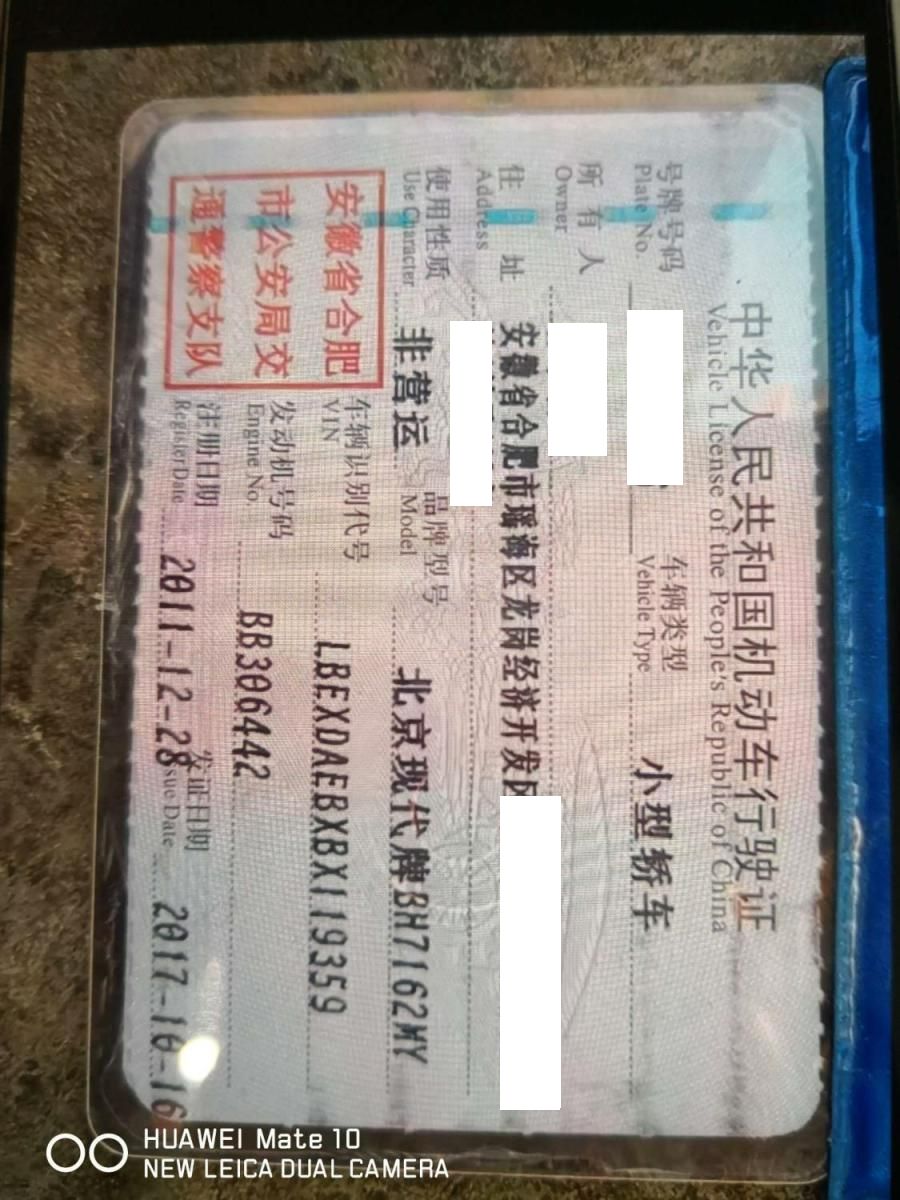 中华人民共和国机动车行驶证
Vehicle License of the People's Republic of China
号牌号码
Plate No.
车辆类型
Vehicle Type
小型轿车
所有人
Owner
住址
Address
安徽省合肥市瑶海区龙岗经济开发区
使用性质
Use Character
非营运
品牌型号
Model
北京现代牌BH7162MY
安徽省合肥
市公安局交
通警察支队
车辆识别代号
VIN
LBEXDAEBXBX119359
发动机号码
Engine No.
BB306442
注册日期
Register Date
2011-12-28
发证日期
Issue Date
2017-10-16
HUAWEI Mate 10
NEW LEICA DUAL CAMERA